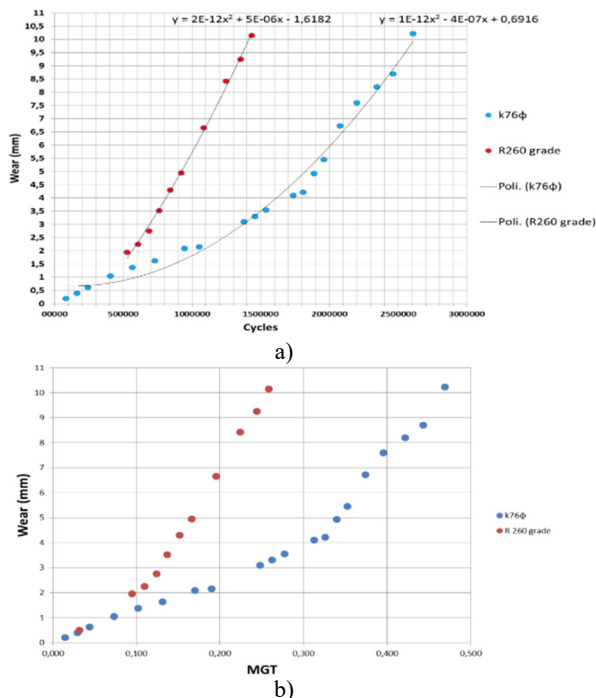 y = 2E-12x² + 5E-06x - 1,6182
y = 1E-12x² - 4E-07x + 0,6916
11
10,5
10
9,5
9
8,5
8
7,5
7
6,5
6
5,5
5
4,5
4
3,5
3
2,5
2
1,5
1
0,5
0
Wear (mm)
00000 500000 1000000 1500000 2000000 2500000 3000000
Cycles
k76ф
R260 grade
Poli. (k76ф)
Poli. (R260 grade)
a)
11
10
9
8
7
6
5
4
3
2
1
0
Wear (mm)
0,000 0,100 0,200 0,300 0,400 0,500
MGT
k76ф
R 260 grade
b)